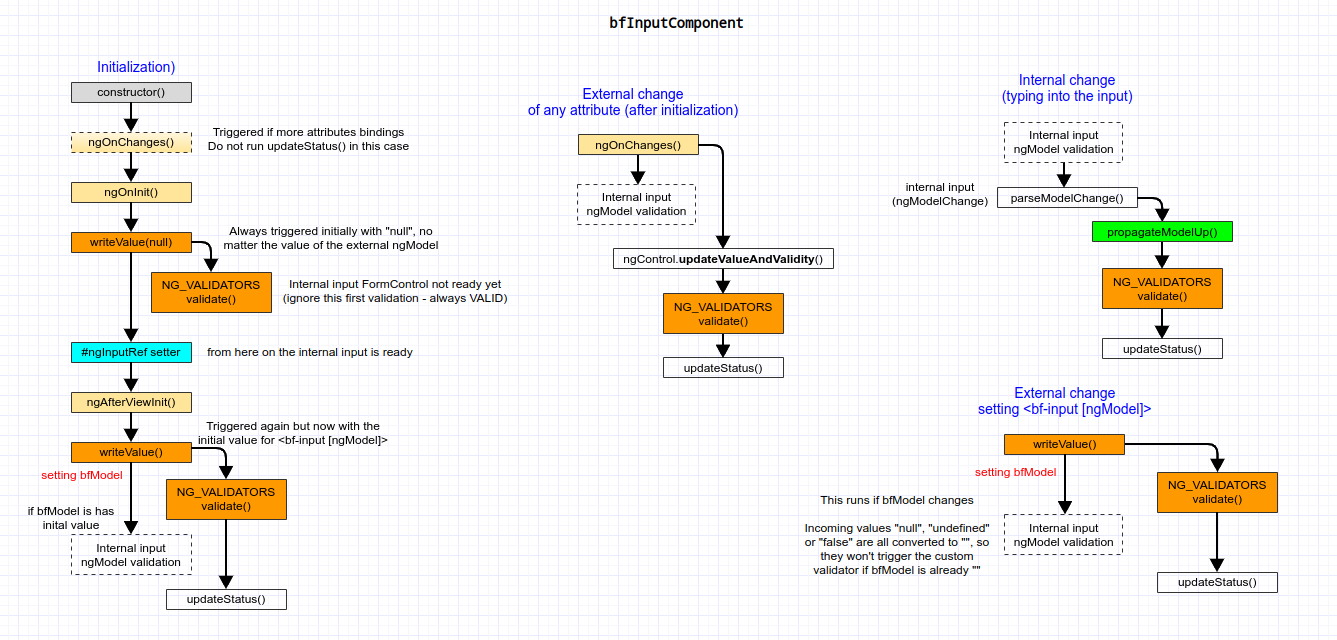 bfInputComponent
Initialization)
constructor()
ngOnChanges()
Triggered if more attributes bindings
Do not run updateStatus() in this case
ngOnInit()
writeValue(null)
Always triggered initially with "null", no
matter the value of the external ngModel
NG_VALIDATORS
validate()
Internal input FormControl not ready yet
(ignore this first validation - always VALID)
#ngInputRef setter
from here on the internal input is ready
ngAfterViewInit()
Triggered again but now with the
initial value for <bf-input [ngModel]>
writeValue()
setting bfModel
NG_VALIDATORS
validate()
if bfModel is has
inital value
Internal input
ngModel validation
updateStatus()
External change
of any attribute (after initialization)
ngOnChanges()
Internal input
ngModel validation
ngControl.updateValueAndValidity()
NG_VALIDATORS
validate()
updateStatus()
Internal change
(typing into the input)
Internal input
ngModel validation
internal input
(ngModelChange)
parseModelChange()
propagateModelUp()
NG_VALIDATORS
validate()
updateStatus()
External change
setting <bf-input [ngModel]>
writeValue()
setting bfModel
NG_VALIDATORS
validate()
This runs if bfModel changes
Incoming values "null", "undefined"
or "false" are all converted to "", so
they won't trigger the custom
validator if bfModel is already ""
Internal input
ngModel validation
updateStatus()